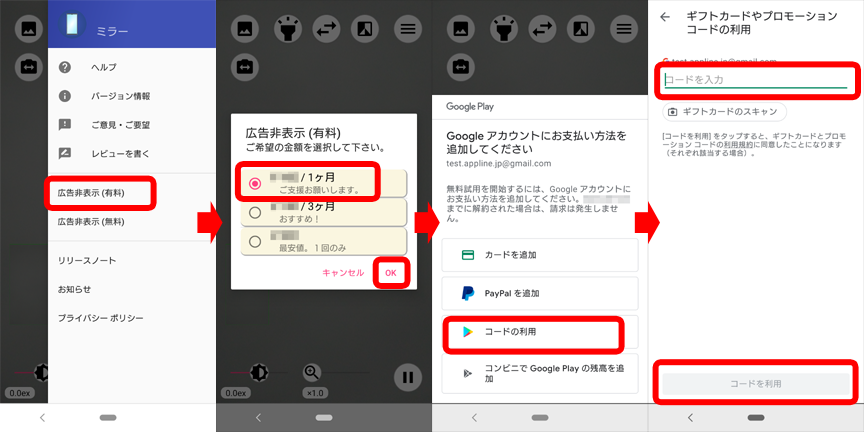 ミラー
ヘルプ
バージョン情報
ご意見・ご要望
レビューを書く
広告非表示 (有料)
広告非表示 (無料)
リリースノート
お知らせ
プライバシー ポリシー
0.0ex
広告非表示 (有料)
ご希望の金額を選択して下さい。
/ 1ヶ月
ご支援お願いします。
/ 3ヶ月
おすすめ！
最安値。１回のみ
キャンセル
OK
0.0ex
×1.0
Google Play
Google アカウントにお支払い方法を
追加してください
test.appline.jp@gmail.com
無料試用を開始するには、Google アカウントに
お支払い方法を追加してください。
までに解約された場合は、請求は発生しませ
ん。
カードを追加
PayPal を追加
コードの利用
コンビニで Google Play の残高を追
加
ギフトカードやプロモーション
コードの利用
test.appline.jp@gmail.com
コードを入力
ギフトカードのスキャン
[コードを利用] をタップすると、ギフトカードとプロモ
ーション コードの利用規約に同意したことになります
（それぞれ該当する場合）。
コードを利用